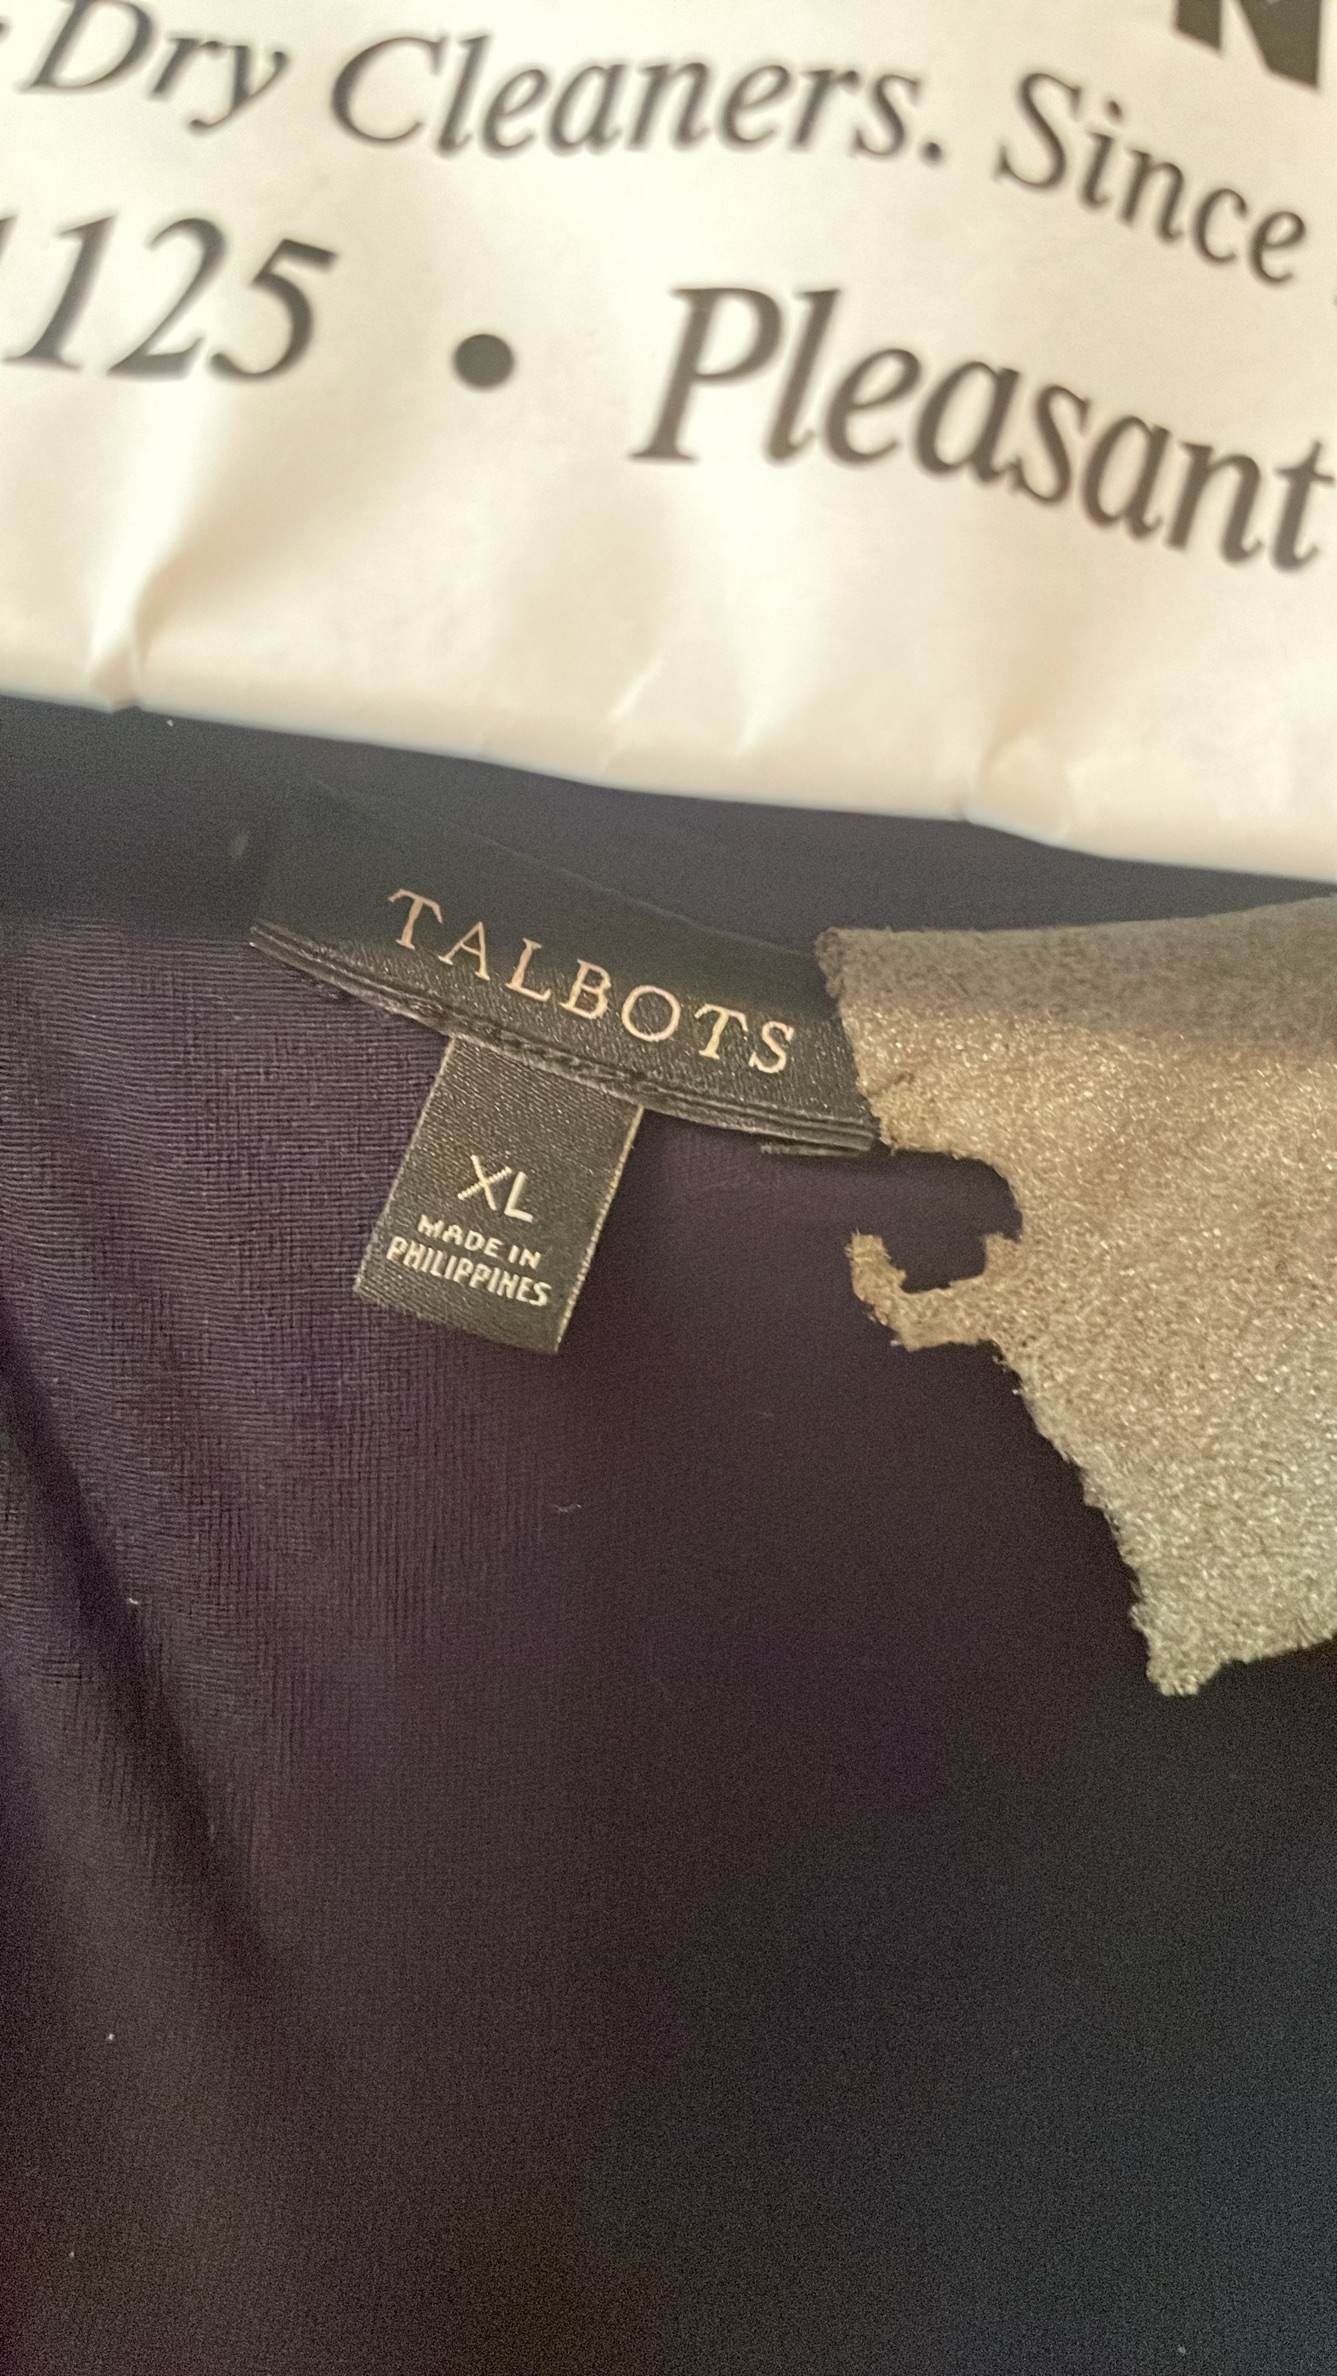 N
Dry Cleaners. Since
1125 • Pleasant
TALBOTS
XL
MADE IN
PHILIPPINES